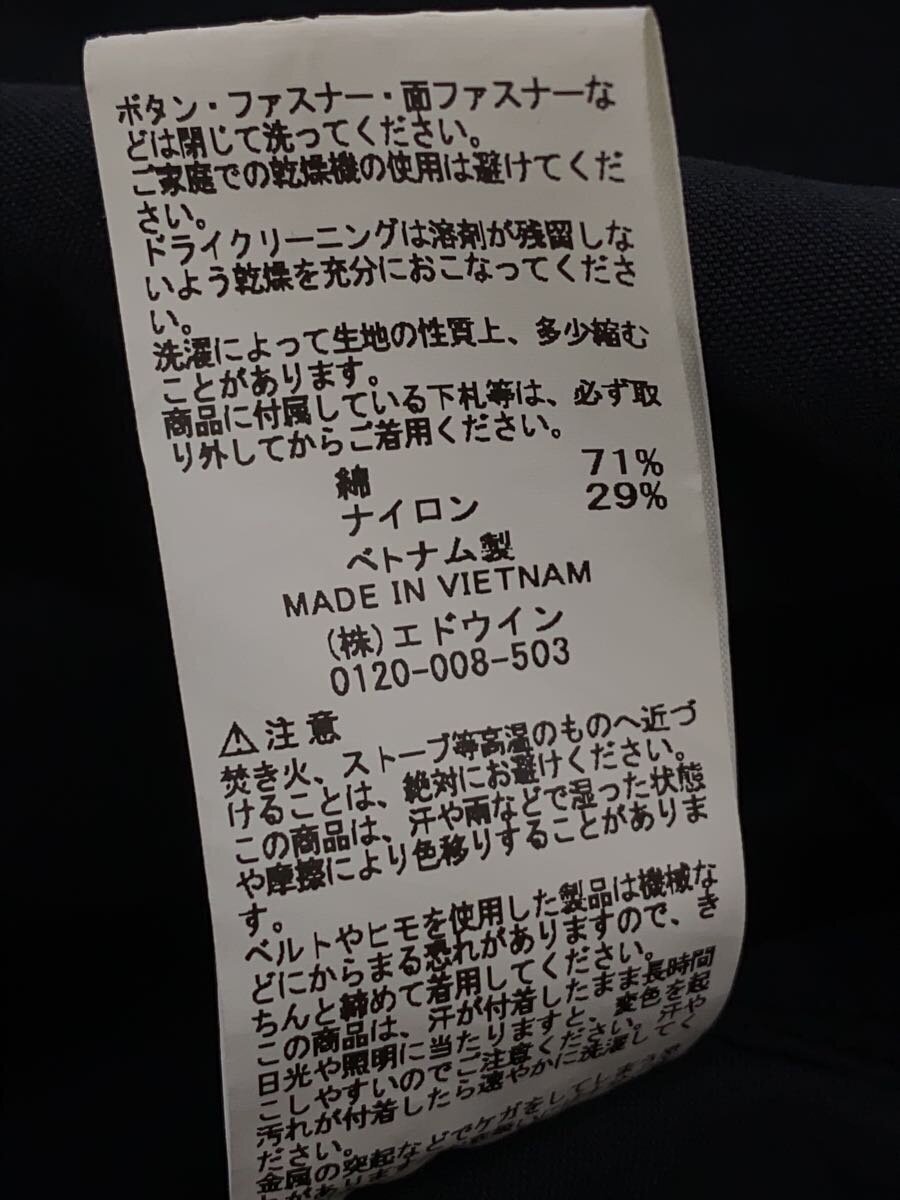 ボタン・ファスナー・面ファスナーな
どは閉じて洗ってください。
ご家庭での乾燥機の使用は避けてくだ
さい。
ドライクリーニングは溶剤が残留しな
いよう乾燥を充分におこなってくださ
い。
洗濯によって生地の性質上、多少縮む
ことがあります。
商品に付属している下札等は、必ず取
り外してからご着用ください。
綿 71%
ナイロン 29%
ベトナム製
MADE IN VIETNAM
(株)エドウイン
0120-008-503
⚠注意
焚き火、ストーブ等高温のものへ近づ
けることは、絶対にお避けください。
この商品は、汗や雨などで湿った状態
や摩擦により色移りすることがありま
す。
ベルトやヒモを使用した製品は機械な
どにからまる恐れがありますので、き
ちんと締めて着用してください。
この商品は、汗が付着したまま長時間
日光や照明に当たりますと、変色を起
こしやすいのでご注意ください。汗や
汚れが付着したら速やかに洗濯してく
ださい。
金属の突起などでケガをしてしまう恐